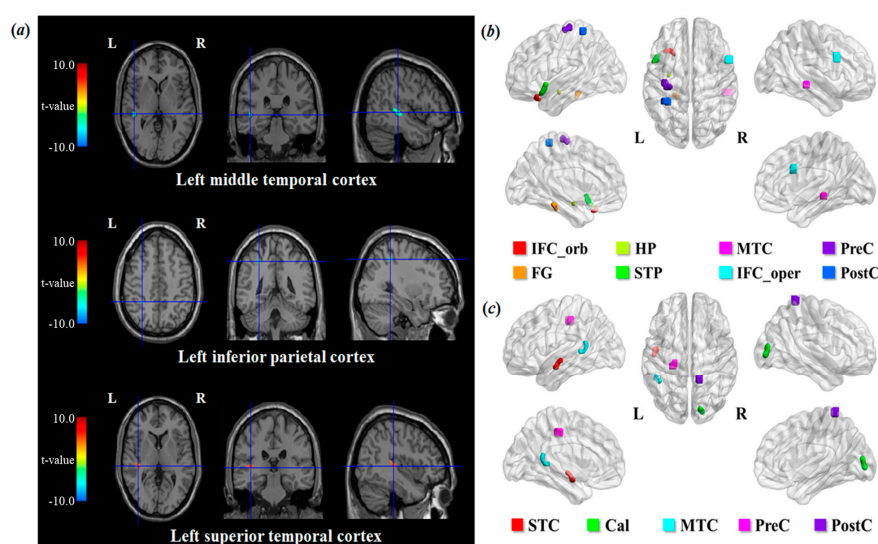 (a)
L R
10.0
t-value
-10.0
Left middle temporal cortex
L R
10.0
t-value
-10.0
Left inferior parietal cortex
L R
10.0
t-value
-10.0
Left superior temporal cortex
(b)
L R
IFC_orb HP MTC PreC
FG STP IFC_oper PostC
(c)
L R
STC Cal MTC PreC PostC